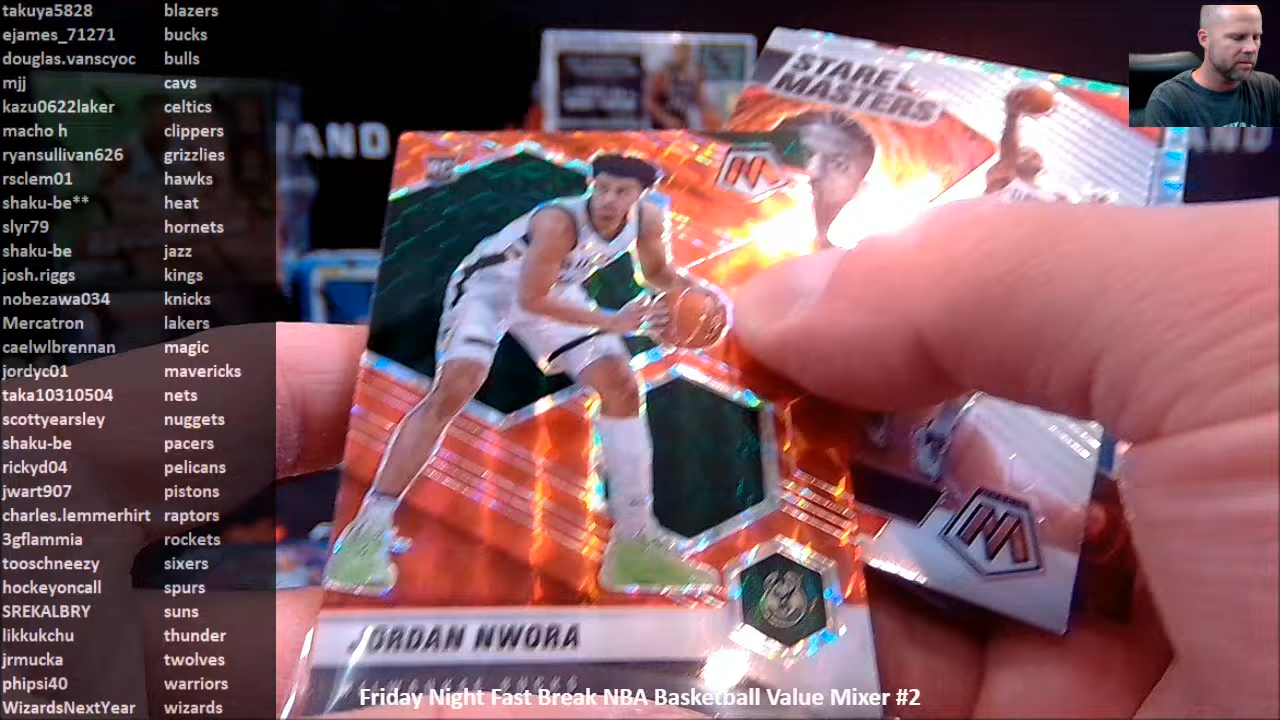 takuya5828 blazers
ejames_71271 bucks
douglas.vanscyoc bulls
mjj cavs
kazu0622laker celtics
macho h clippers
ryansullivan626 grizzlies
rsclem01 hawks
shaku-be** heat
slyr79 hornets
shaku-be jazz
josh.riggs kings
nobezawa034 knicks
Mercatron lakers
caelwlbrennan magic
jordyc01 mavericks
taka10310504 nets
scottyearsley nuggets
shaku-be pacers
rickyd04 pelicans
jwart907 pistons
charles.lemmerhirt raptors
3gflammia rockets
tooschneezy sixers
hockeyoncall spurs
SREKALBRY suns
likkukchu thunder
jrmucka twolves
phipsi40 warriors
WizardsNextYear wizards
STARE
MASTERS
JORDAN NWORA
MILWAUKEE BUCKS
Friday Night Fast Break NBA Basketball Value Mixer #2